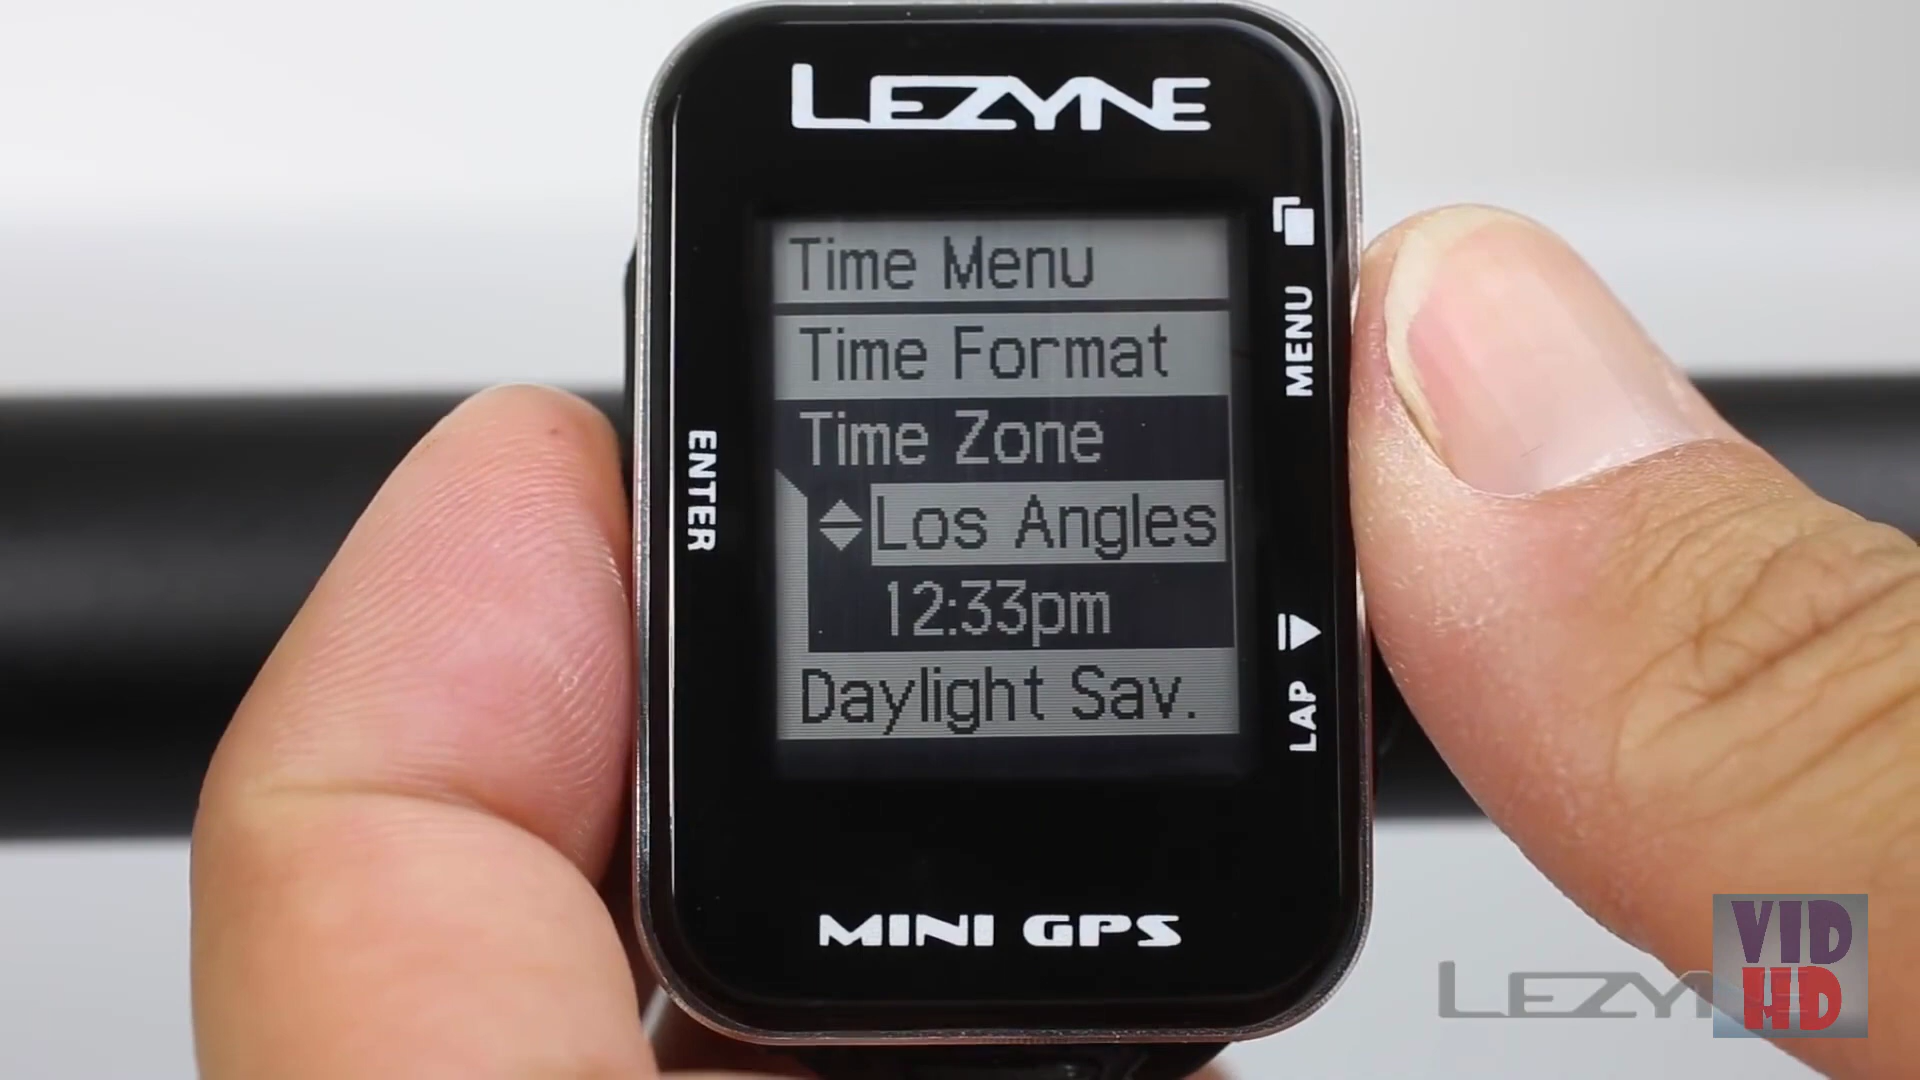 LEZYNE
Time Menu
Time Format
Time Zone
Los Angles
12:33pm
Daylight Sav.
ENTER
MENU
LAP
MINI GPS
LEZYNE
VID
HD